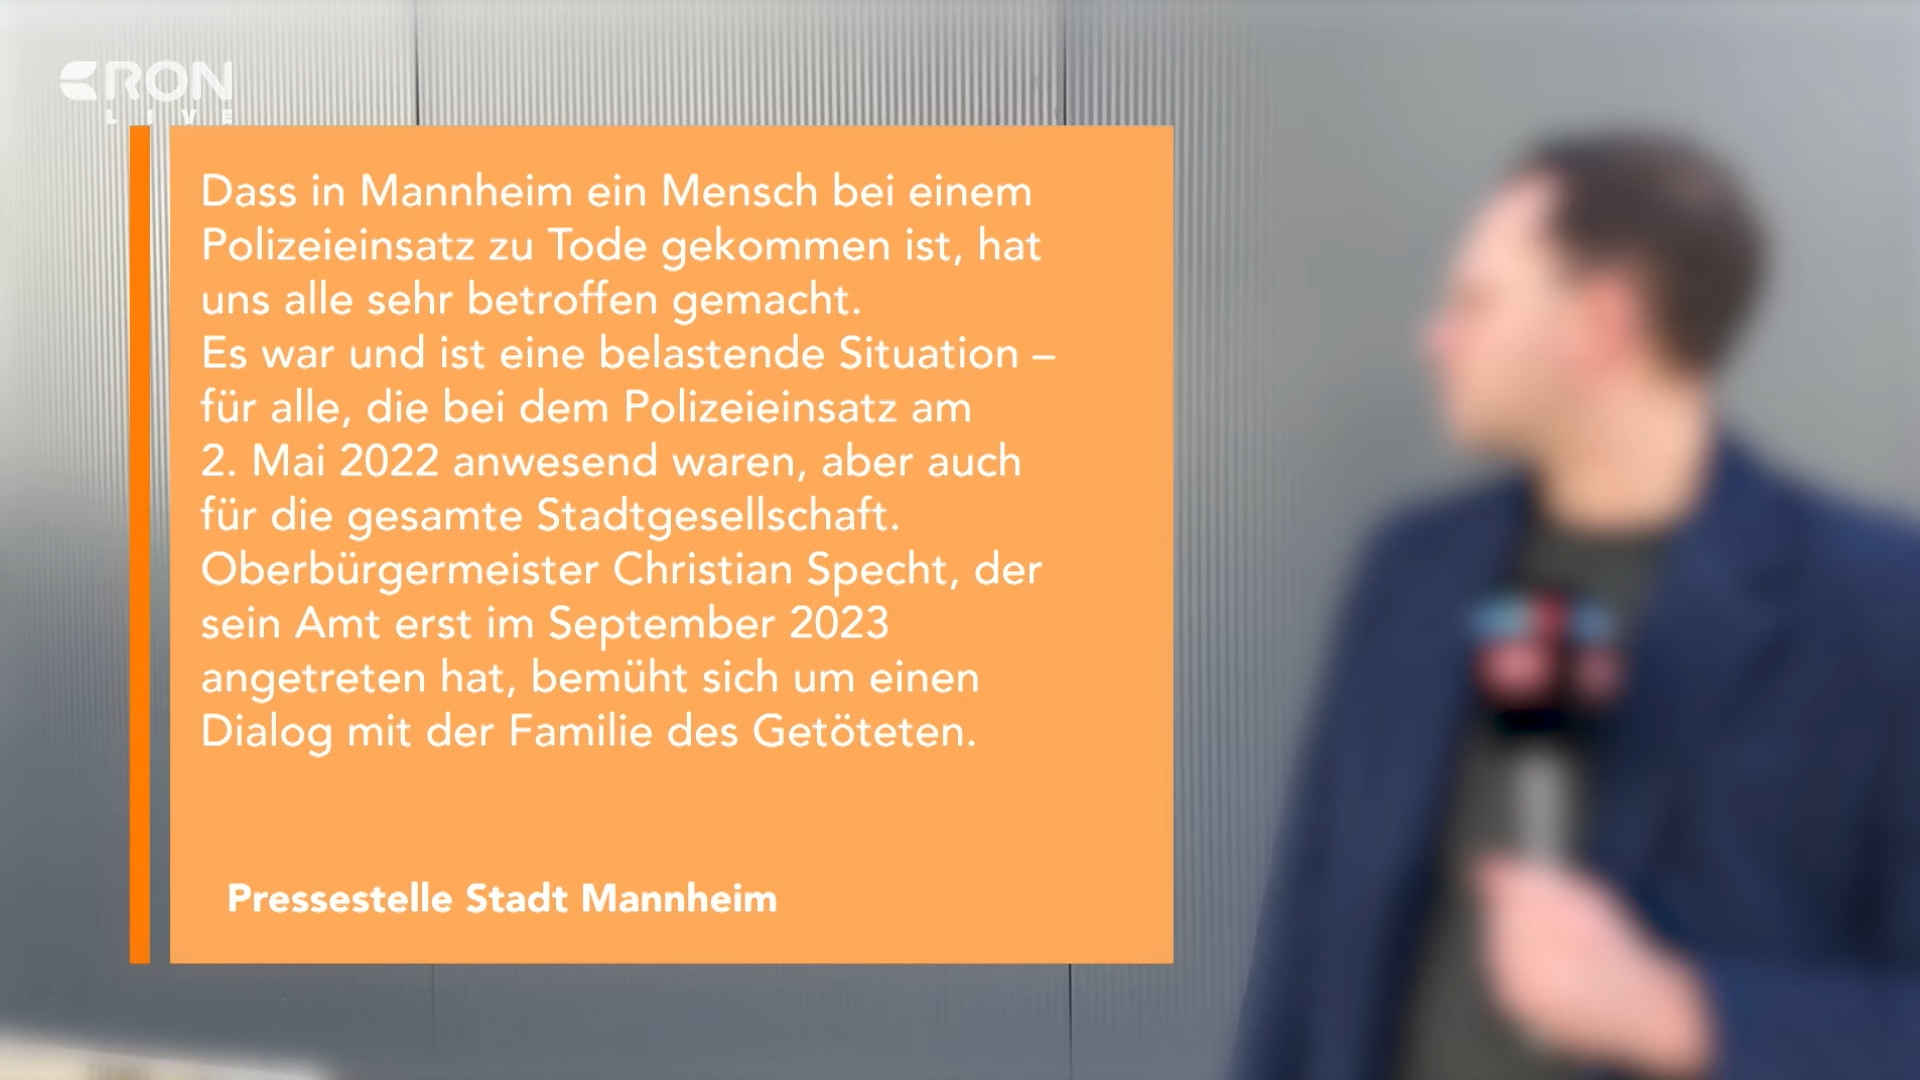 RON
LIVE
Dass in Mannheim ein Mensch bei einem
Polizeieinsatz zu Tode gekommen ist, hat
uns alle sehr betroffen gemacht.
Es war und ist eine belastende Situation –
für alle, die bei dem Polizeieinsatz am
2. Mai 2022 anwesend waren, aber auch
für die gesamte Stadtgesellschaft.
Oberbürgermeister Christian Specht, der
sein Amt erst im September 2023
angetreten hat, bemüht sich um einen
Dialog mit der Familie des Getöteten.
Pressestelle Stadt Mannheim